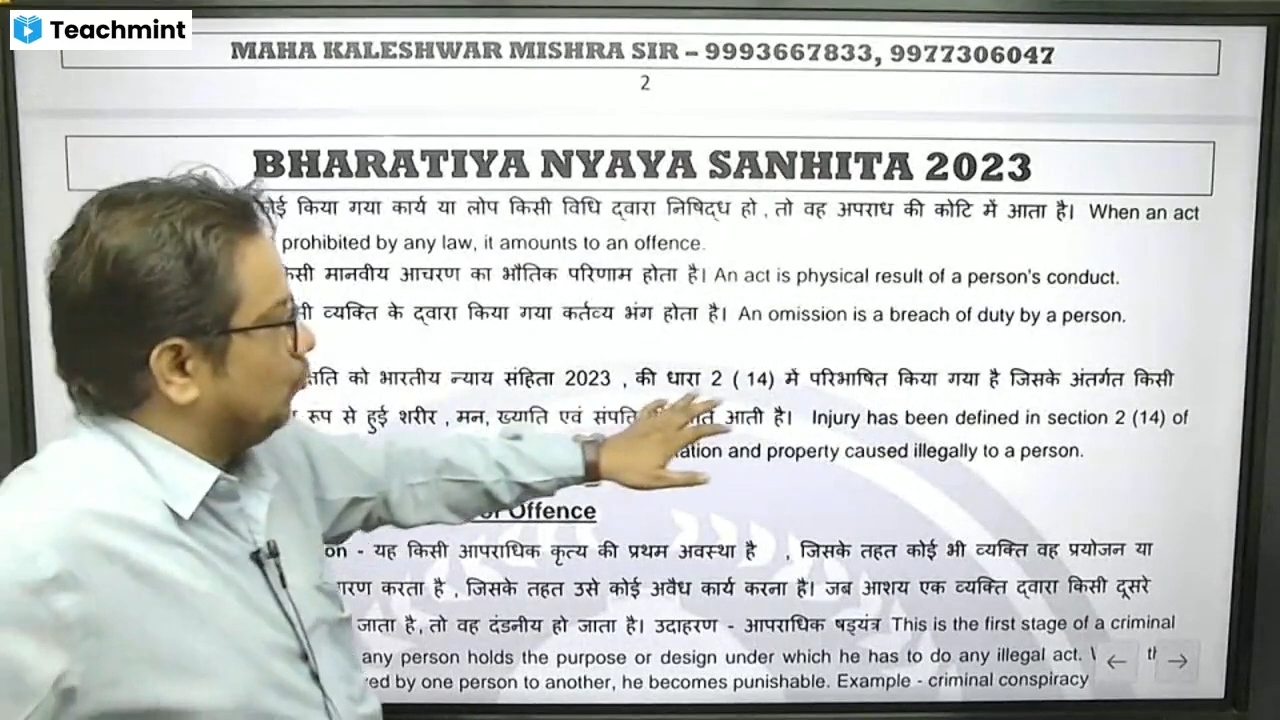 Teachmint
MAHA KALESHWAR MISHRA SIR – 9993667833, 9977306047
2
BHARATIYA NYAYA SANHITA 2023
किया गया कार्य या लोप किसी विधि द्वारा निषिद्ध हो , तो वह अपराध की कोटि में आता है। When an act
prohibited by any law, it amounts to an offence.
मानवीय आचरण का भौतिक परिणाम होता है। An act is physical result of a person's conduct.
व्यक्ति के द्वारा किया गया कर्तव्य भंग होता है। An omission is a breach of duty by a person.
को भारतीय न्याय संहिता 2023 , की धारा 2 ( 14) में परिभाषित किया गया है जिसके अंतर्गत किसी
रूप से हुई शरीर , मन, ख्याति एवं आती है। Injury has been defined in section 2 (14) of
and property caused illegally to a person.
Offence
- यह किसी आपराधिक कृत्य की प्रथम अवस्था है , जिसके तहत कोई भी व्यक्ति वह प्रयोजन या
करता है , जिसके तहत उसे कोई अवैध कार्य करना है। जब आशय एक व्यक्ति द्वारा किसी दूसरे
जाता है, तो वह दंडनीय हो जाता है। उदाहरण - आपराधिक षड्यंत्र This is the first stage of a criminal
any person holds the purpose or design under which he has to do any illegal act.
by one person to another, he becomes punishable. Example - criminal conspiracy